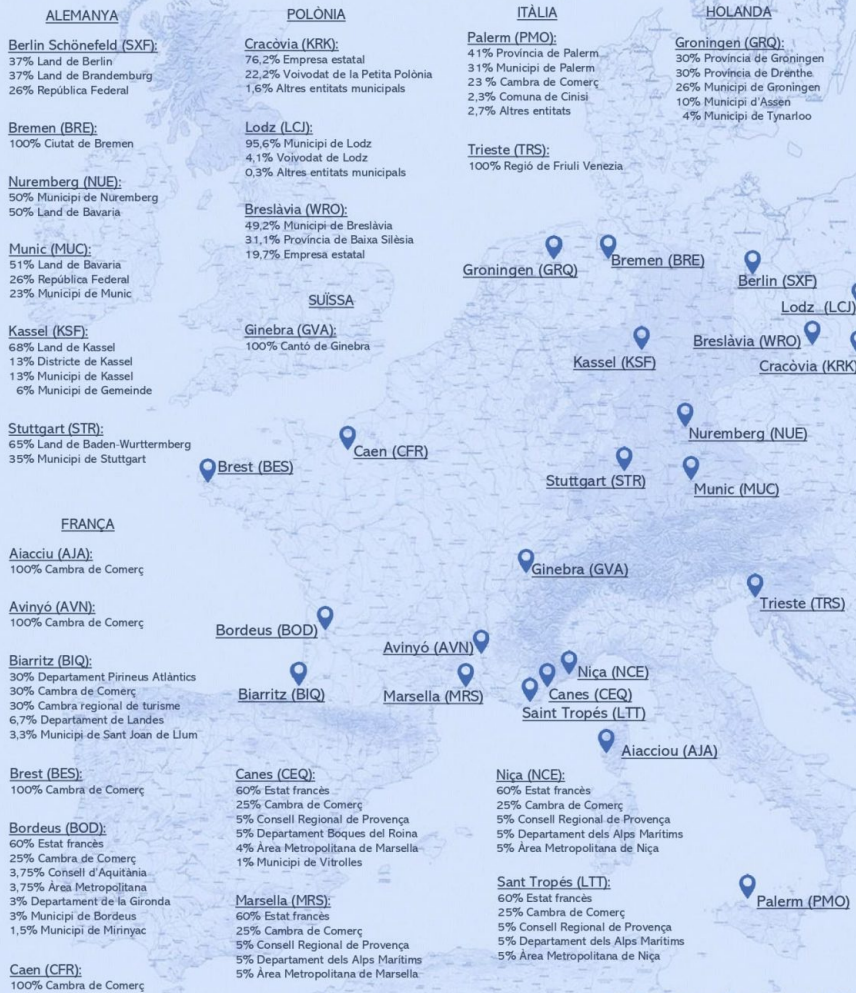 ALEMANYA
Berlin Schönefeld (SXF):
37% Land de Berlin
37% Land de Brandemburg
26% República Federal
Bremen (BRE):
100% Ciutat de Bremen
Nuremberg (NUE):
50% Municipi de Nuremberg
50% Land de Bavaria
Munic (MUC):
51% Land de Bavaria
26% República Federal
23% Municipi de Munic
Kassel (KSF):
68% Land de Kassel
13% Districte de Kassel
13% Municipi de Kassel
6% Municipi de Gemeinde
Stuttgart (STR):
65% Land de Baden-Wurttermberg
35% Municipi de Stuttgart
POLÒNIA
Cracòvia (KRK):
76,2% Empresa estatal
22,2% Voivodat de la Petita Polònia
1,6% Altres entitats municipals
Lodz (LCJ):
95,6% Municipi de Lodz
4,1% Voivodat de Lodz
0,3% Altres entitats municipals
Breslàvia (WRO):
49,2% Municipi de Breslàvia
31,1% Província de Baixa Silèsia
19,7% Empresa estatal
SUÏSSA
Ginebra (GVA):
100% Cantó de Ginebra
ITÀLIA
Palerm (PMO):
41% Província de Palerm
31% Municipi de Palerm
23 % Cambra de Comerç
2,3% Comuna de Cinisi
2,7% Altres entitats
Trieste (TRS):
100% Regió de Friuli Venezia
HOLANDA
Groningen (GRQ):
30% Província de Groningen
30% Província de Drenthe
26% Municipi de Groningen
10% Municipi d'Assen
4% Municipi de Tynarloo
Groningen (GRQ)
Bremen (BRE)
Berlin (SXF)
Lodz (LCJ)
Breslàvia (WRO)
Kassel (KSF)
Cracòvia (KRK)
Nuremberg (NUE)
Caen (CFR)
Brest (BES)
Stuttgart (STR)
Munic (MUC)
Ginebra (GVA)
Trieste (TRS)
Bordeus (BOD)
Avinyó (AVN)
Niça (NCE)
Biarritz (BIQ)
Marsella (MRS)
Canes (CEQ)
Saint Tropés (LTT)
Aiacciou (AJA)
Palerm (PMO)
FRANÇA
Aiacciu (AJA):
100% Cambra de Comerç
Avinyó (AVN):
100% Cambra de Comerç
Biarritz (BIQ):
30% Departament Pirineus Atlàntics
30% Cambra de Comerç
30% Cambra regional de turisme
6,7% Departament de Landes
3,3% Municipi de Sant Joan de Llum
Brest (BES):
100% Cambra de Comerç
Bordeus (BOD):
60% Estat francès
25% Cambra de Comerç
3,75% Consell d'Aquitània
3,75% Àrea Metropolitana
3% Departament de la Gironda
3% Municipi de Bordeus
1,5% Municipi de Mirinyac
Caen (CFR):
100% Cambra de Comerç
Canes (CEQ):
60% Estat francès
25% Cambra de Comerç
5% Consell Regional de Provença
5% Departament Boques del Roina
4% Àrea Metropolitana de Marsella
1% Municipi de Vitrolles
Marsella (MRS):
60% Estat francès
25% Cambra de Comerç
5% Consell Regional de Provença
5% Departament dels Alps Marítims
5% Àrea Metropolitana de Marsella
Niça (NCE):
60% Estat francès
25% Cambra de Comerç
5% Consell Regional de Provença
5% Departament dels Alps Marítims
5% Àrea Metropolitana de Niça
Sant Tropés (LTT):
60% Estat francès
25% Cambra de Comerç
5% Consell Regional de Provença
5% Departament dels Alps Marítims
5% Àrea Metropolitana de Niça